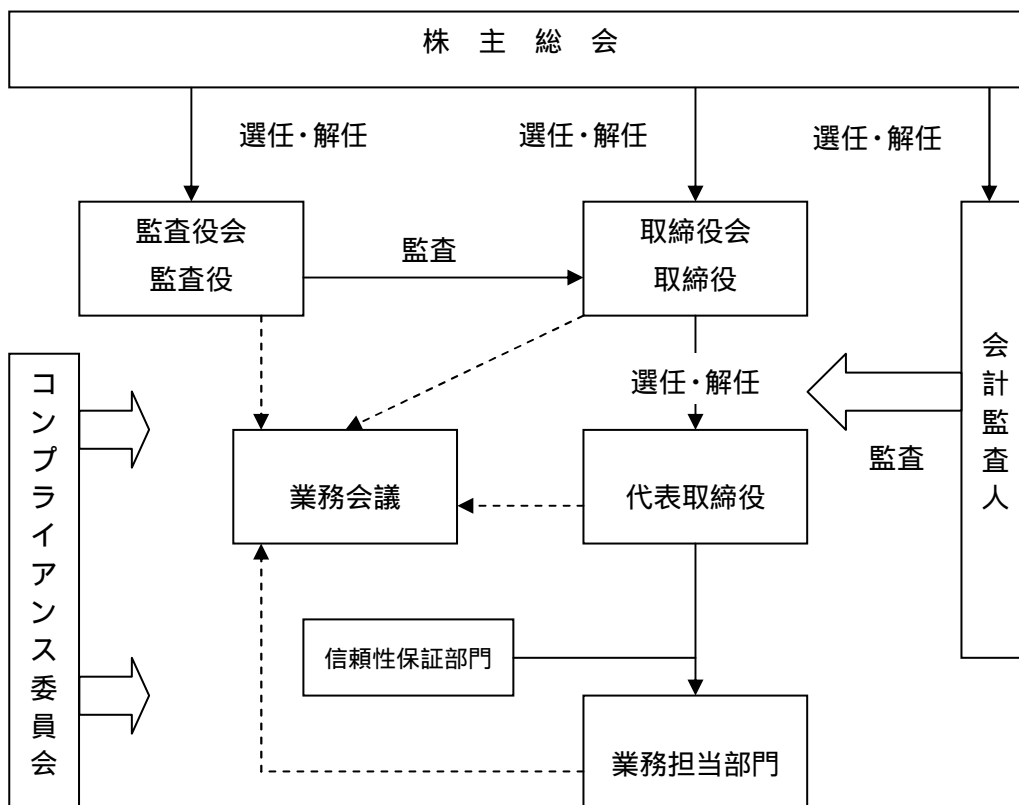 株 主 総 会
選任・解任
選任・解任
選任・解任
監査役会
監査役
監査
取締役会
取締役
会計監査人
コンプライアンス委員会
選任・解任
監査
業務会議
代表取締役
信頼性保証部門
業務担当部門